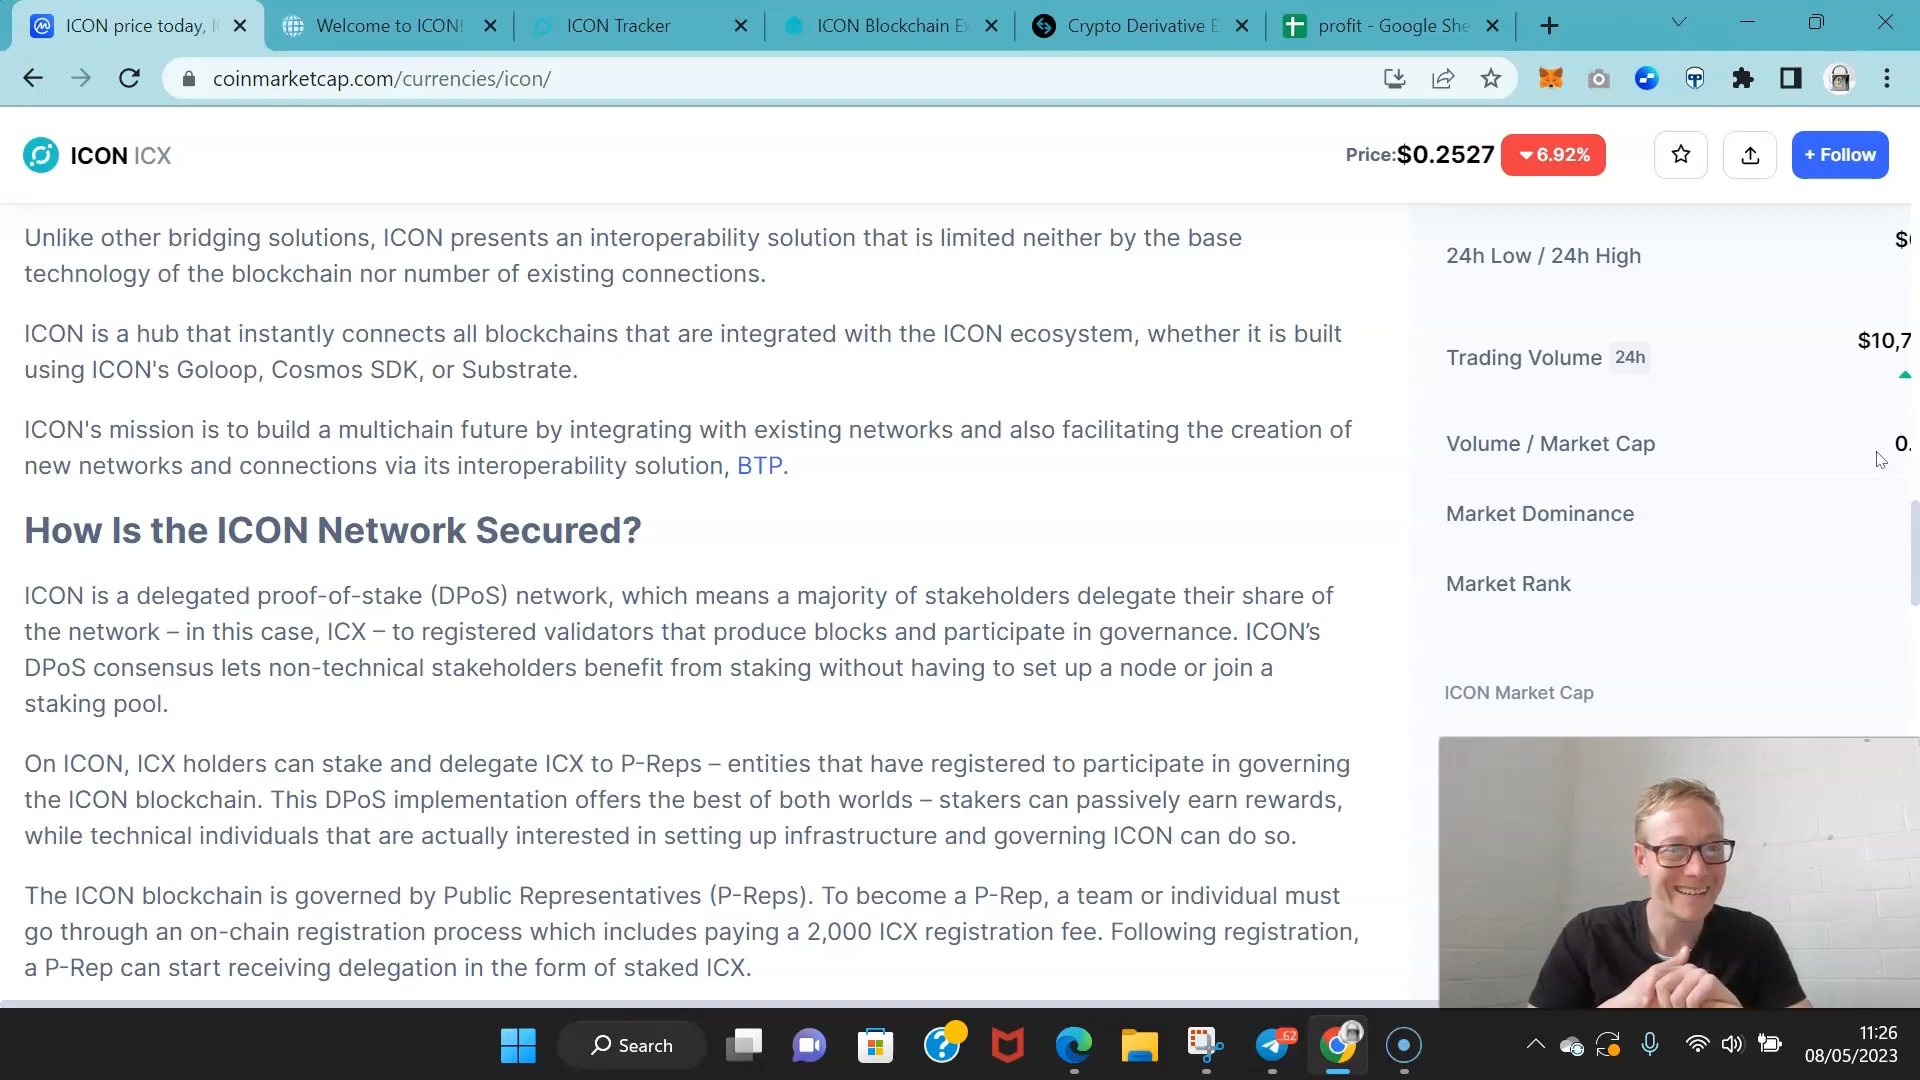 ICON price today, I
Welcome to ICON!
ICON Tracker
ICON Blockchain Ex
Crypto Derivative E
profit - Google She
coinmarketcap.com/currencies/icon/
ICON ICX
Price:$0.2527
6.92%
+ Follow
Unlike other bridging solutions, ICON presents an interoperability solution that is limited neither by the base
technology of the blockchain nor number of existing connections.
ICON is a hub that instantly connects all blockchains that are integrated with the ICON ecosystem, whether it is built
using ICON's Goloop, Cosmos SDK, or Substrate.
ICON's mission is to build a multichain future by integrating with existing networks and also facilitating the creation of
new networks and connections via its interoperability solution, BTP.
How Is the ICON Network Secured?
ICON is a delegated proof-of-stake (DPoS) network, which means a majority of stakeholders delegate their share of
the network – in this case, ICX – to registered validators that produce blocks and participate in governance. ICON’s
DPoS consensus lets non-technical stakeholders benefit from staking without having to set up a node or join a
staking pool.
On ICON, ICX holders can stake and delegate ICX to P-Reps – entities that have registered to participate in governing
the ICON blockchain. This DPoS implementation offers the best of both worlds – stakers can passively earn rewards,
while technical individuals that are actually interested in setting up infrastructure and governing ICON can do so.
The ICON blockchain is governed by Public Representatives (P-Reps). To become a P-Rep, a team or individual must
go through an on-chain registration process which includes paying a 2,000 ICX registration fee. Following registration,
a P-Rep can start receiving delegation in the form of staked ICX.
24h Low / 24h High
Trading Volume 24h
$10,7
Volume / Market Cap
0.
Market Dominance
Market Rank
ICON Market Cap
Search
62
11:26
08/05/2023